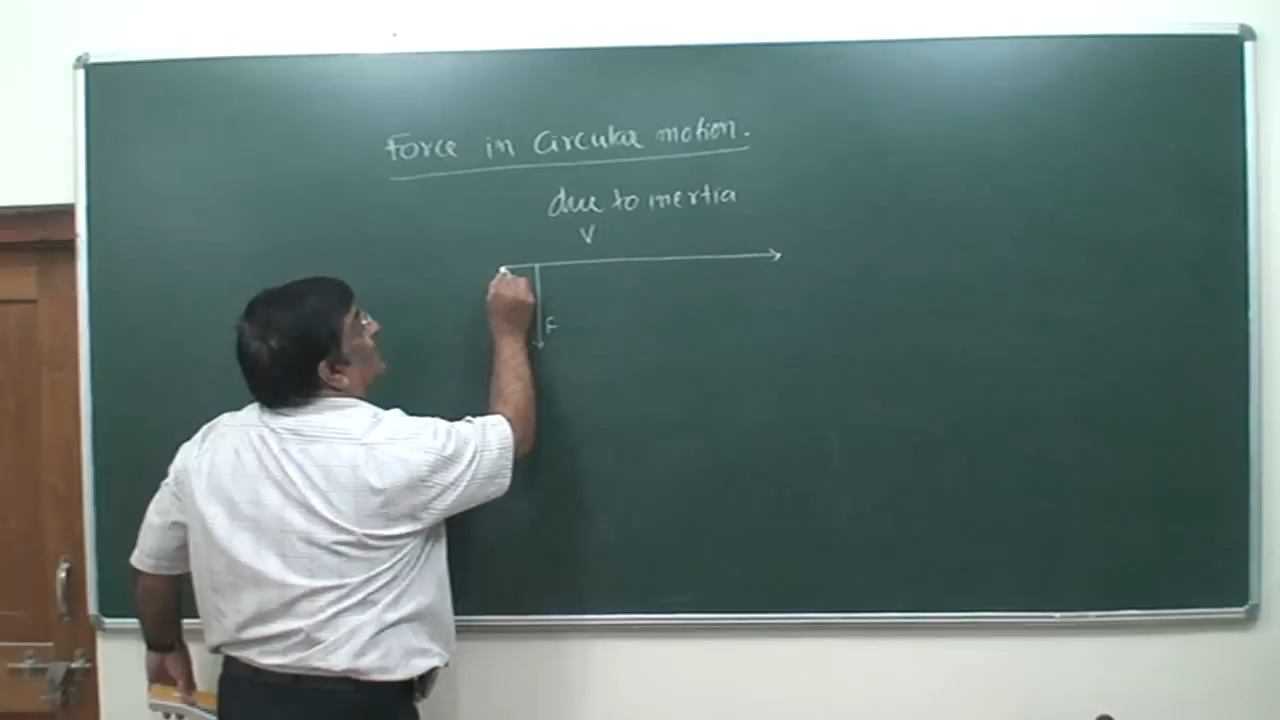 Force in Circular motion.
due to inertia
V
F